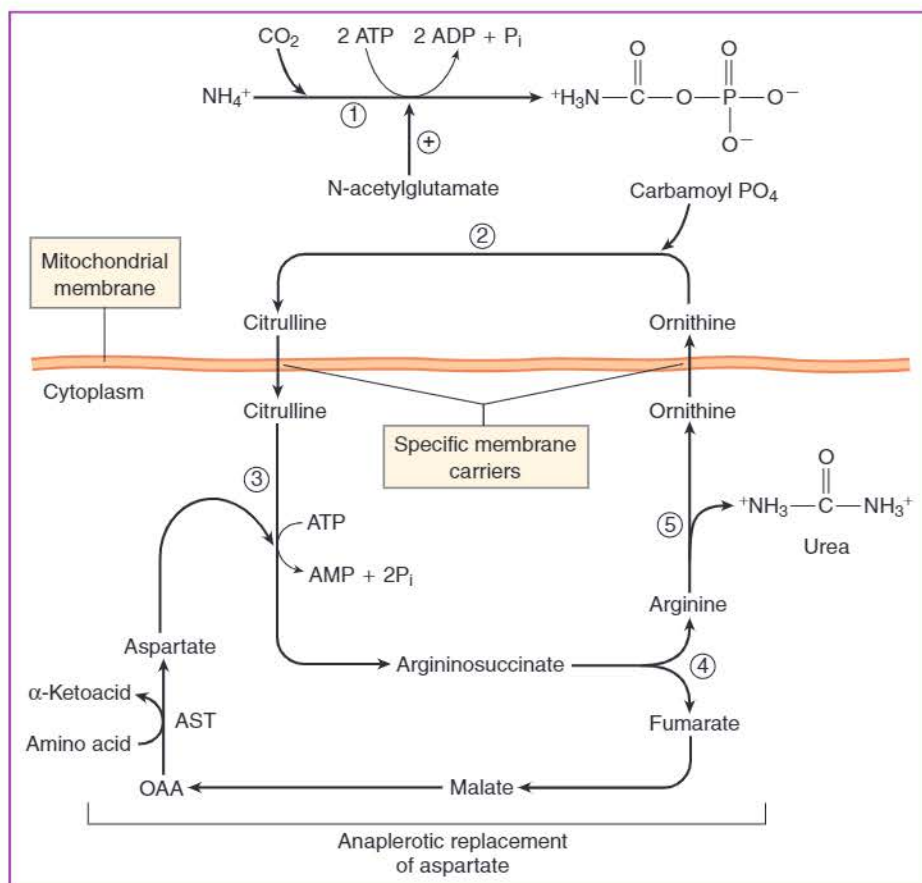 CO2 2 ATP 2 ADP + Pi
NH4+
①
+
N-acetylglutamate
O O
+H3N—C—O—P—O−
O−
Carbamoyl PO4
②
Mitochondrial
membrane
Citrulline Ornithine
Cytoplasm
Citrulline Ornithine
Specific membrane
carriers
③
ATP
AMP + 2Pi
⑤
O
+NH3—C—NH3+
Urea
Arginine
Aspartate
Argininosuccinate
④
α-Ketoacid
AST
Amino acid
Fumarate
OAA Malate
Anaplerotic replacement
of aspartate